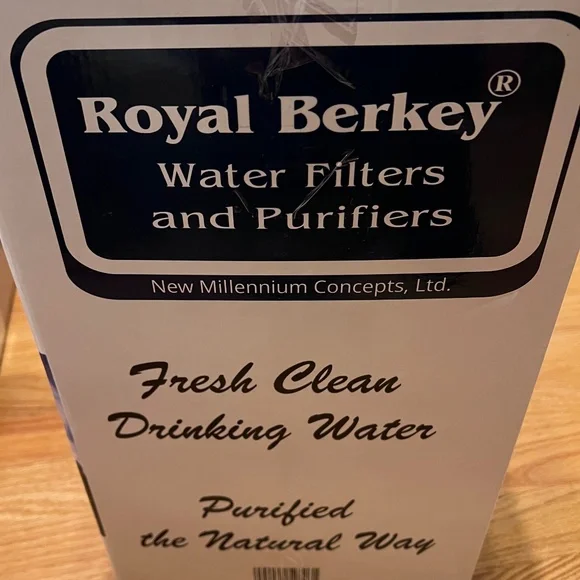 Royal Berkey®
Water Filters
and Purifiers
New Millennium Concepts, Ltd.
Fresh Clean
Drinking Water
Purified
the Natural Way